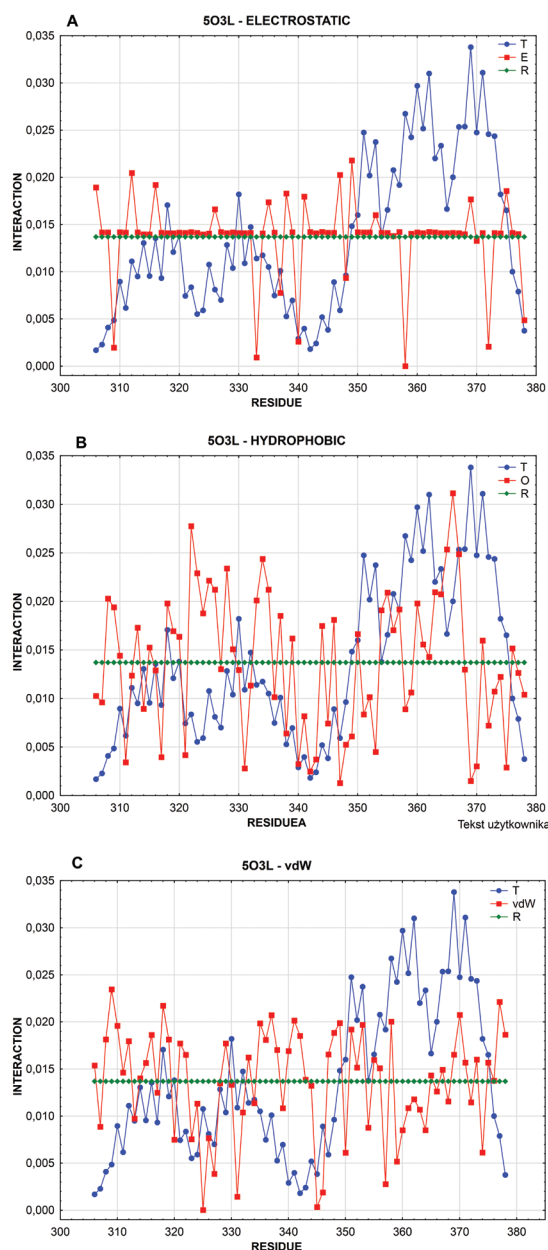 A
5O3L - ELECTROSTATIC
0,035
0,030
0,025
0,020
0,015
0,010
0,005
0,000
INTERACTION
T
E
R
300 310 320 330 340 350 360 370 380
RESIDUE
B
5O3L - HYDROPHOBIC
0,035
0,030
0,025
0,020
0,015
0,010
0,005
0,000
INTERACTION
T
O
R
300 310 320 330 340 350 360 370 380
RESIDUEA
Tekst użytkownika
C
5O3L - vdW
0,035
0,030
0,025
0,020
0,015
0,010
0,005
0,000
INTERACTION
T
vdW
R
300 310 320 330 340 350 360 370 380
RESIDUE